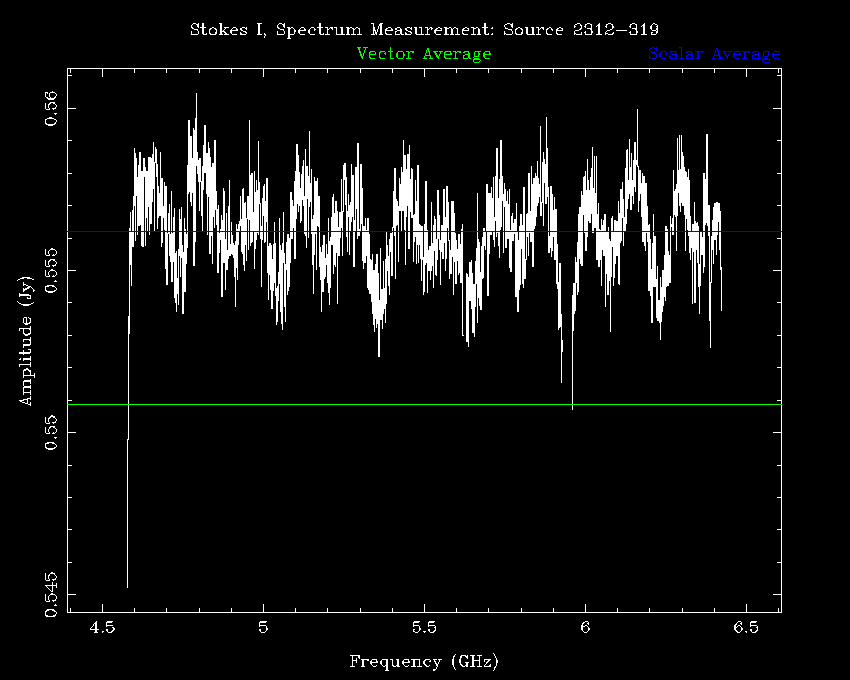 Stokes I, Spectrum Measurement: Source 2312−319
Vector Average
Scalar Average
0.56
0.555
0.55
0.545
Amplitude (Jy)
4.5
5
5.5
6
6.5
Frequency (GHz)